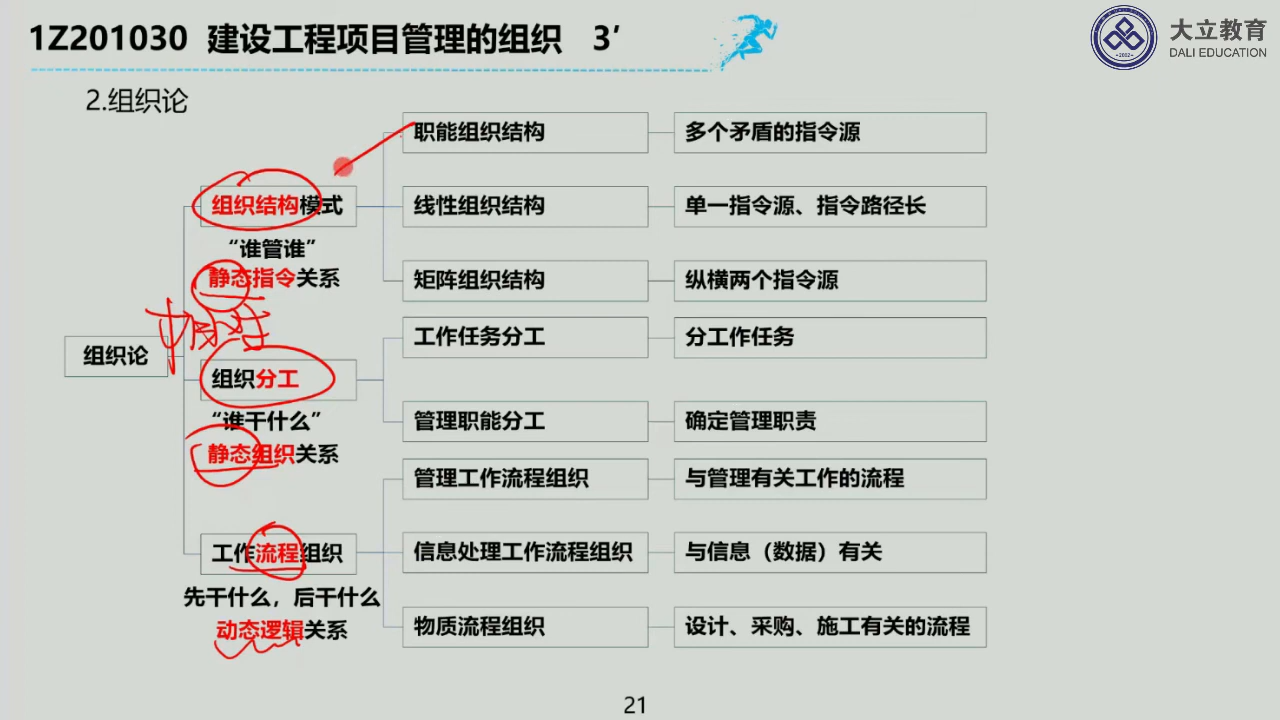 1Z201030 建设工程项目管理的组织 3′
大立教育
DALI EDUCATION
2.组织论
职能组织结构
多个矛盾的指令源
组织结构模式
线性组织结构
单一指令源、指令路径长
“谁管谁”
静态指令关系
矩阵组织结构
纵横两个指令源
工作任务分工
分工作任务
组织论
组织分工
“谁干什么”
管理职能分工
确定管理职责
静态组织关系
管理工作流程组织
与管理有关工作的流程
工作流程组织
信息处理工作流程组织
与信息（数据）有关
先干什么，后干什么
动态逻辑关系
物质流程组织
设计、采购、施工有关的流程
21